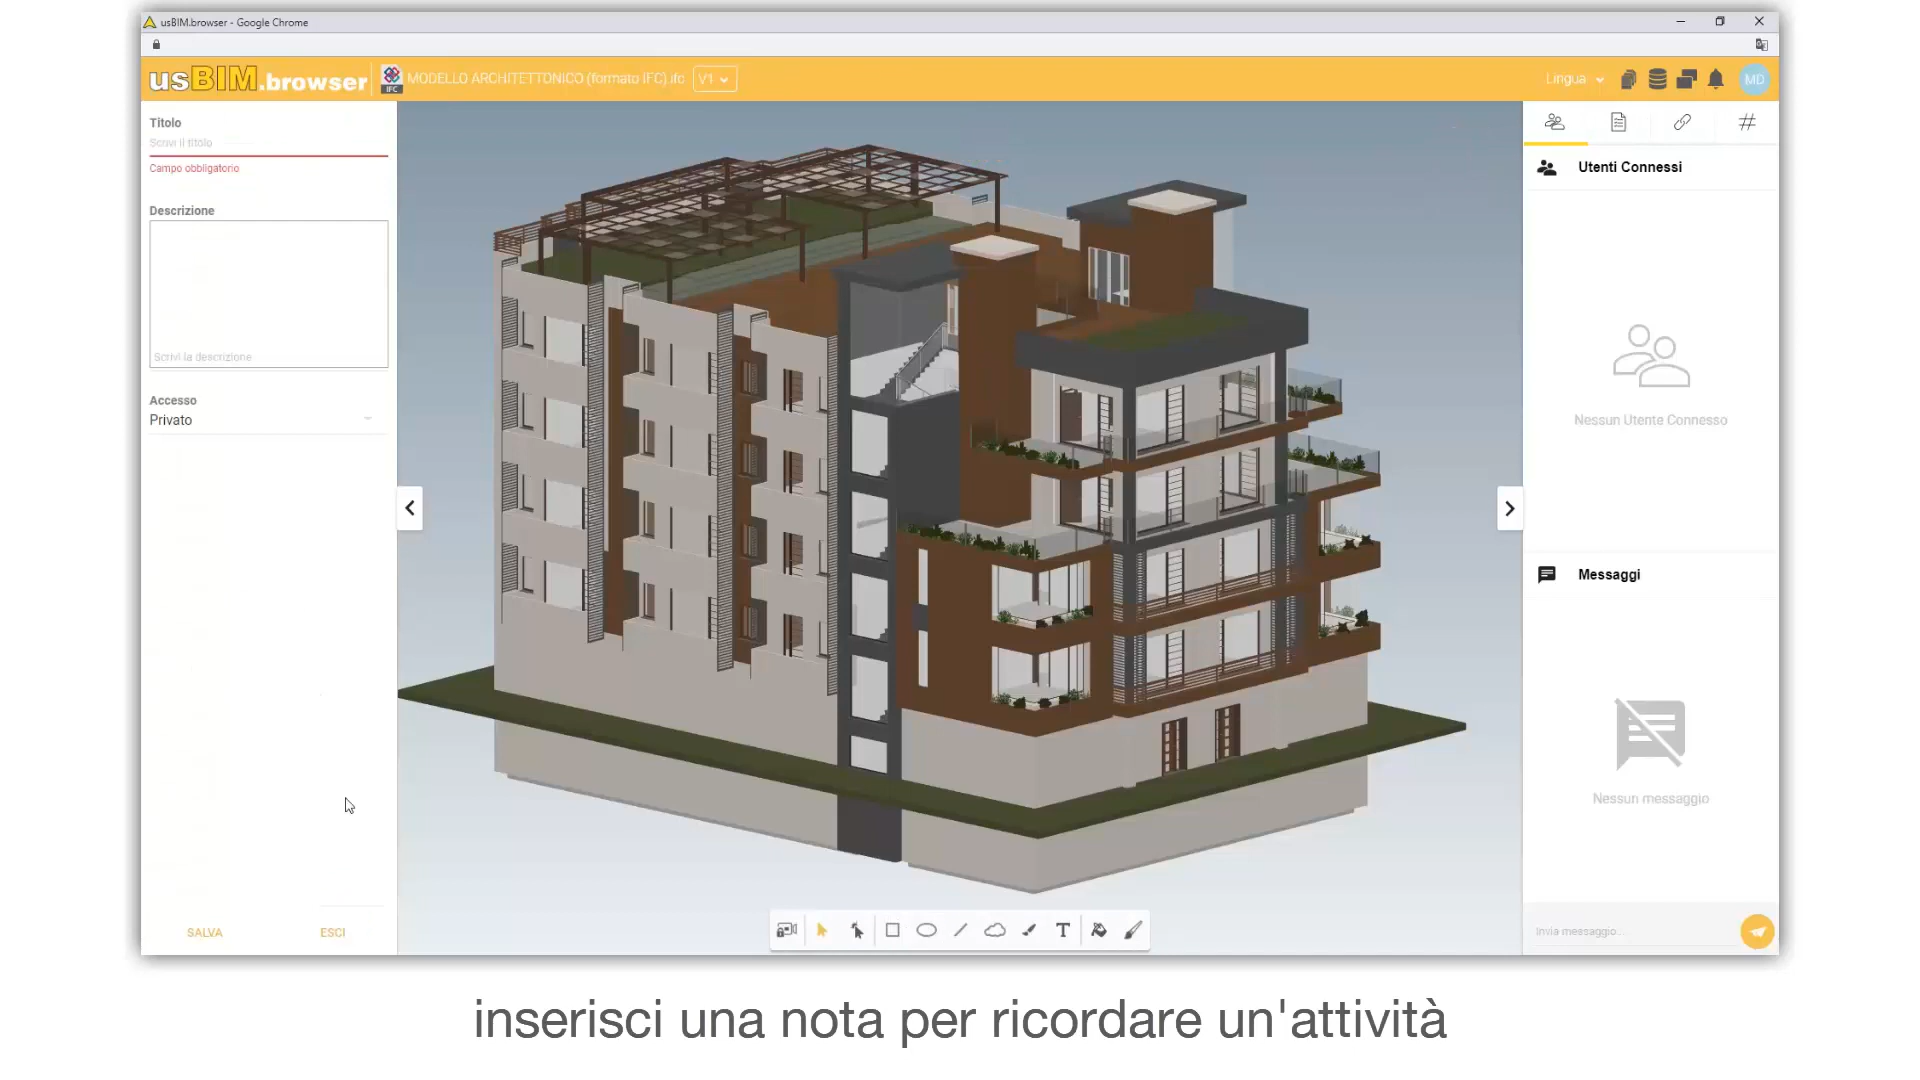 usBIM.browser - Google Chrome
usBIM.browser
IFC
MODELLO ARCHITETTONICO (formato IFC).ifc
V1
Lingua
MD
Titolo
Scrivi il titolo
Campo obbligatorio
Descrizione
Scrivi la descrizione
Accesso
Privato
SALVA
ESCI
T
#
Utenti Connessi
Nessun Utente Connesso
Messaggi
Nessun messaggio
Invia messaggio...
inserisci una nota per ricordare un'attività